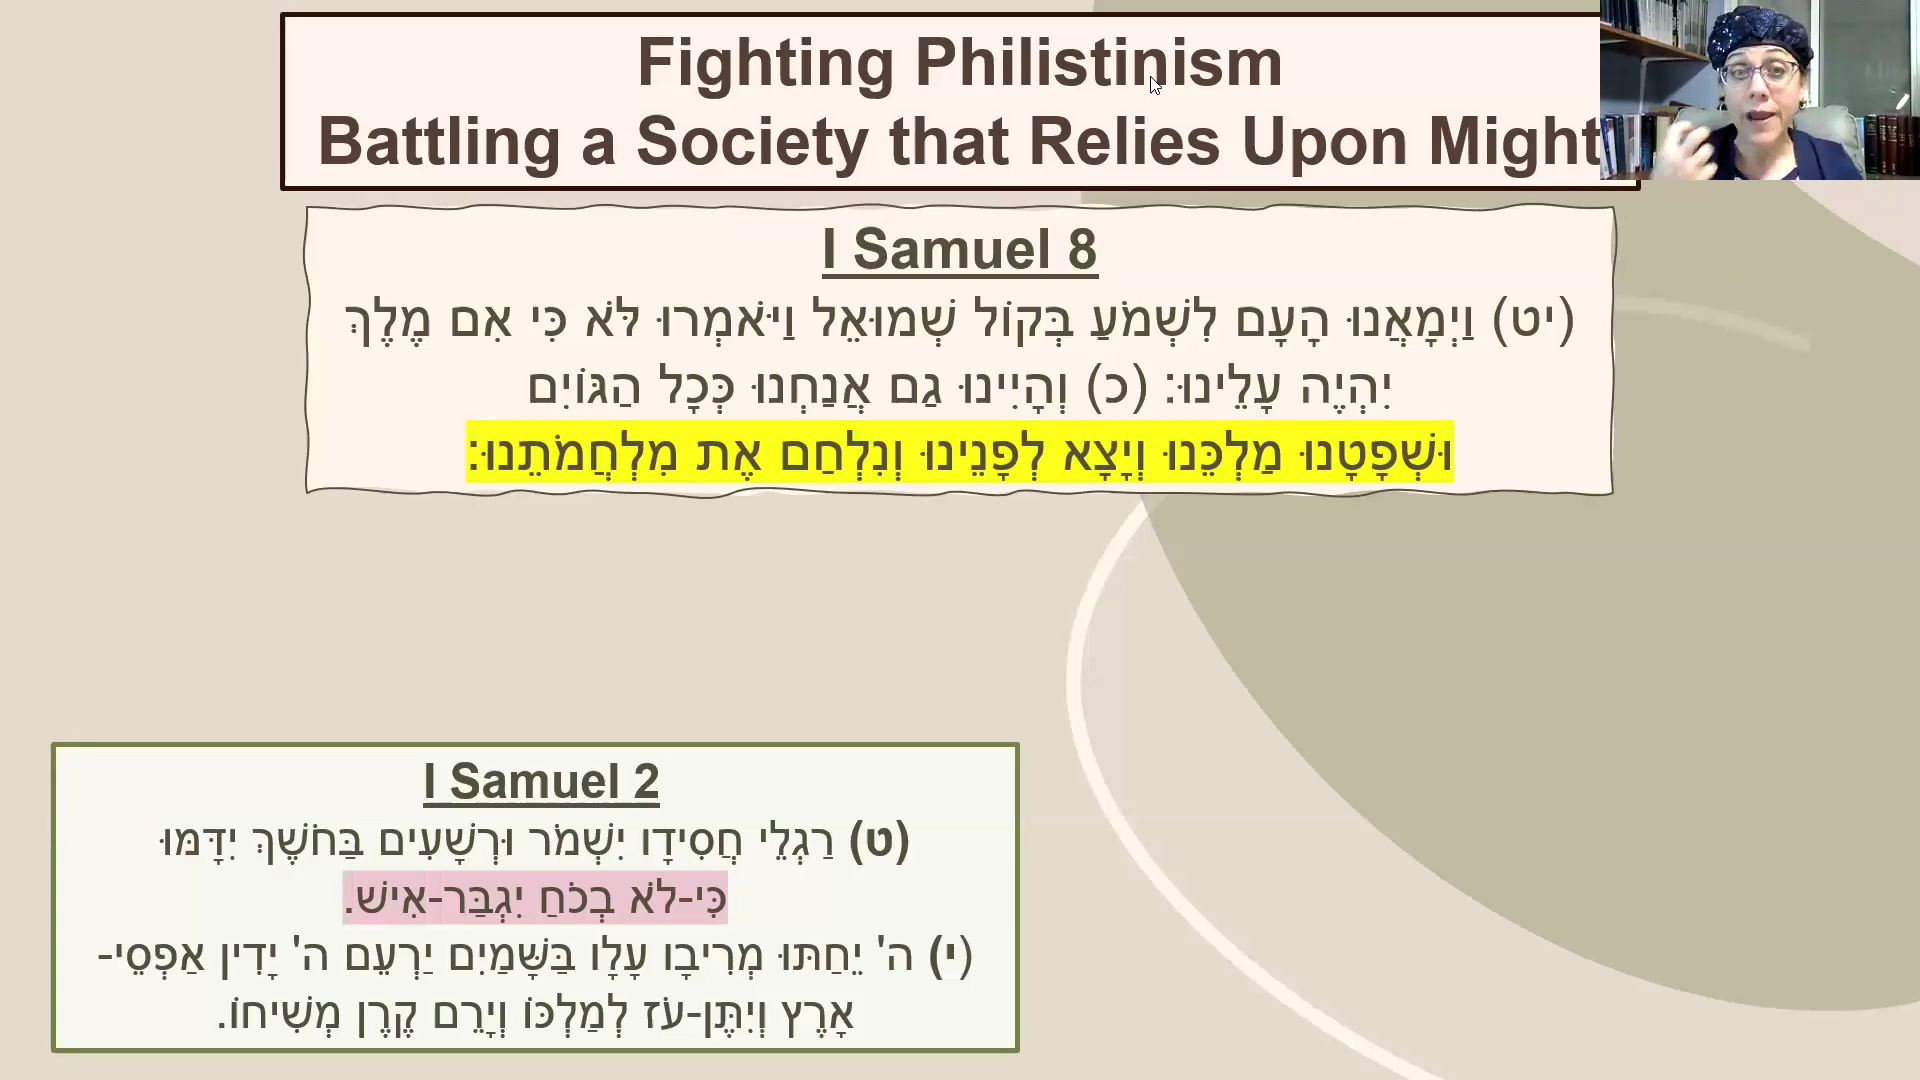 Fighting Philistinism
Battling a Society that Relies Upon Might
I Samuel 8
(יט) וַיְמָאֲנוּ הָעָם לִשְׁמֹעַ בְּקוֹל שְׁמוּאֵל וַיֹּאמְרוּ לֹּא כִּי אִם מֶלֶךְ
יִהְיֶה עָלֵינוּ: (כ) וְהָיִינוּ גַם אֲנַחְנוּ כְּכָל הַגּוֹיִם
וּשְׁפָטָנוּ מַלְכֵּנוּ וְיָצָא לְפָנֵינוּ וְנִלְחַם אֶת מִלְחֲמֹתֵנוּ:
I Samuel 2
(ט) רַגְלֵי חֲסִידָו יִשְׁמֹר וּרְשָׁעִים בַּחֹשֶׁךְ יִדָּמּוּ
כִּי-לֹא בְכֹחַ יִגְבַּר-אִישׁ.
(י) ה' יֵחַתּוּ מְרִיבָו עָלָו בַּשָּׁמַיִם יַרְעֵם ה' יָדִין אַפְסֵי-
אָרֶץ וְיִתֶּן-עֹז לְמַלְכּוֹ וְיָרֵם קֶרֶן מְשִׁיחוֹ.